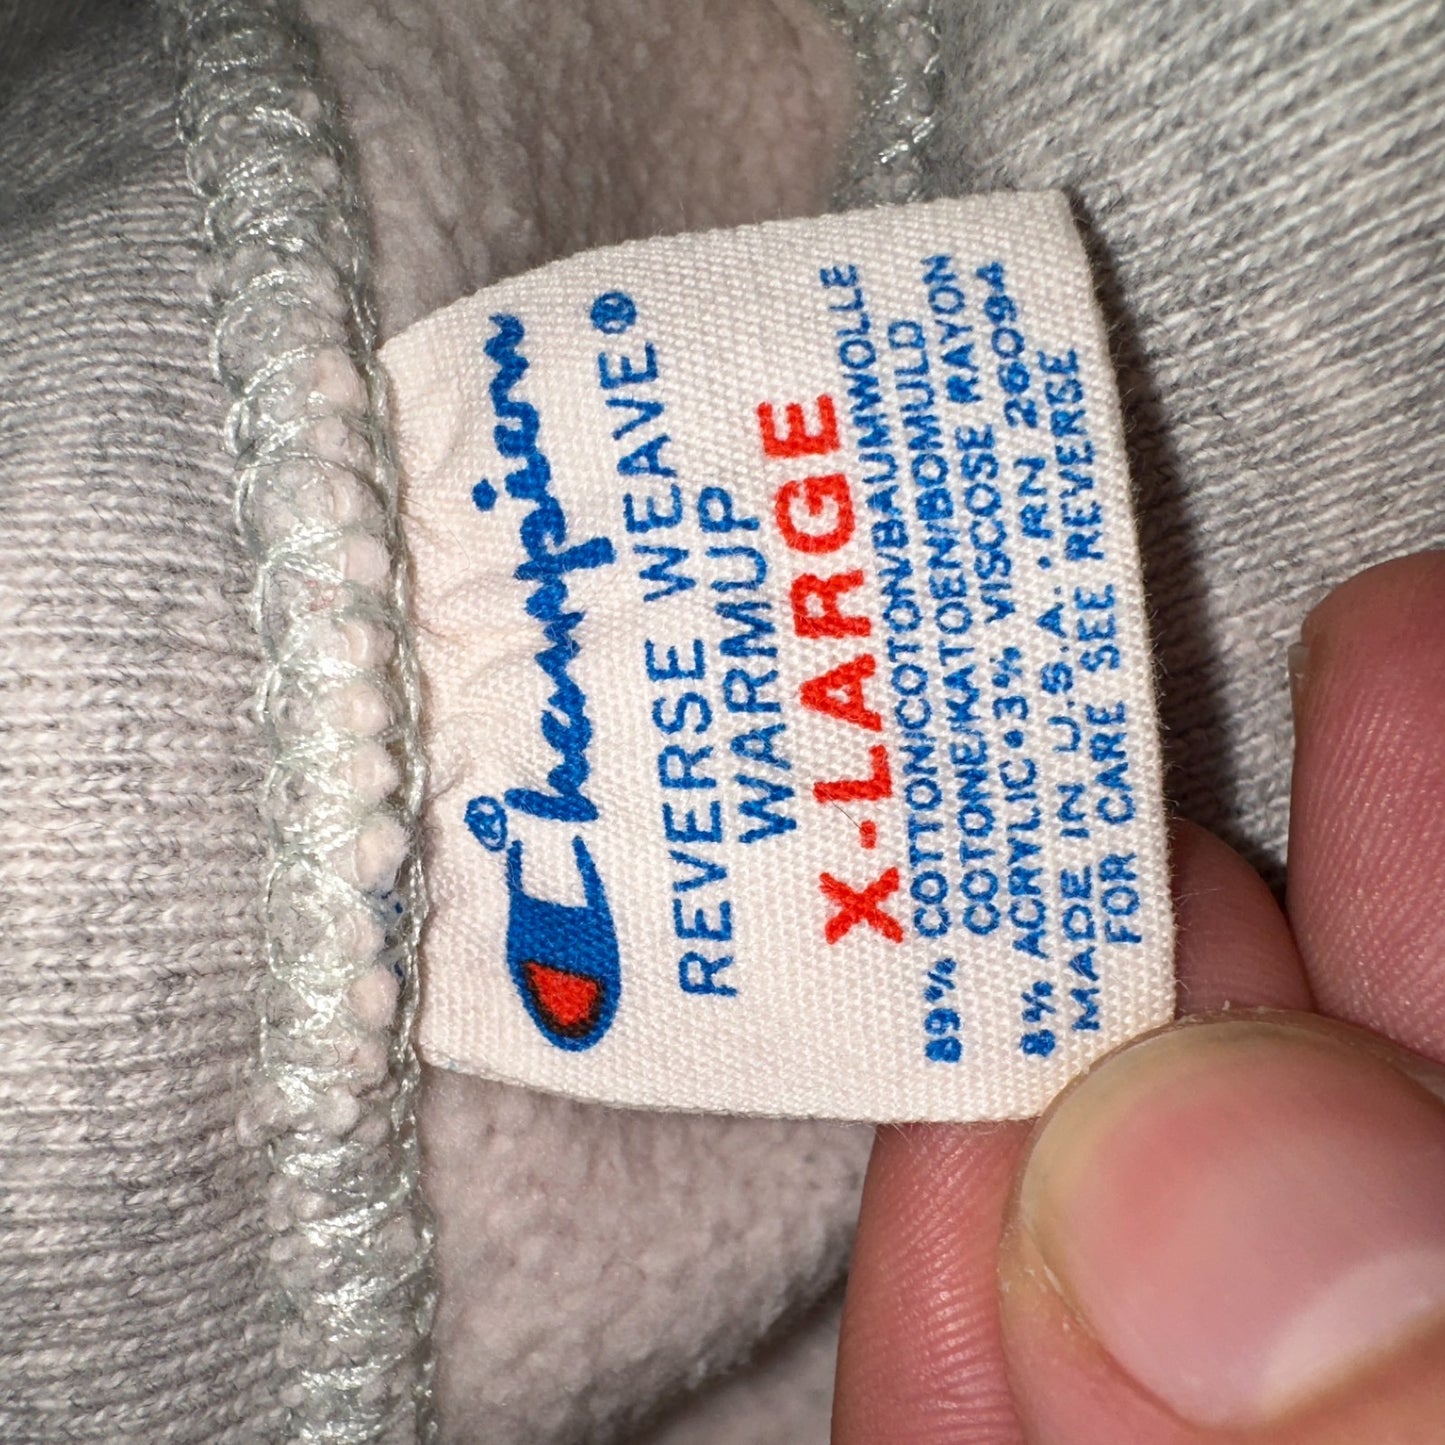 Champion®
REVERSE WEAVE®
WARMUP
X-LARGE
89% COTTON/COTON/BAUMWOLLE
COTONE/KATOEN/BOMULD
8% ACRYLIC•3% VISCOSE RAYON
MADE IN U.S.A. • RN 26094
FOR CARE SEE REVERSE